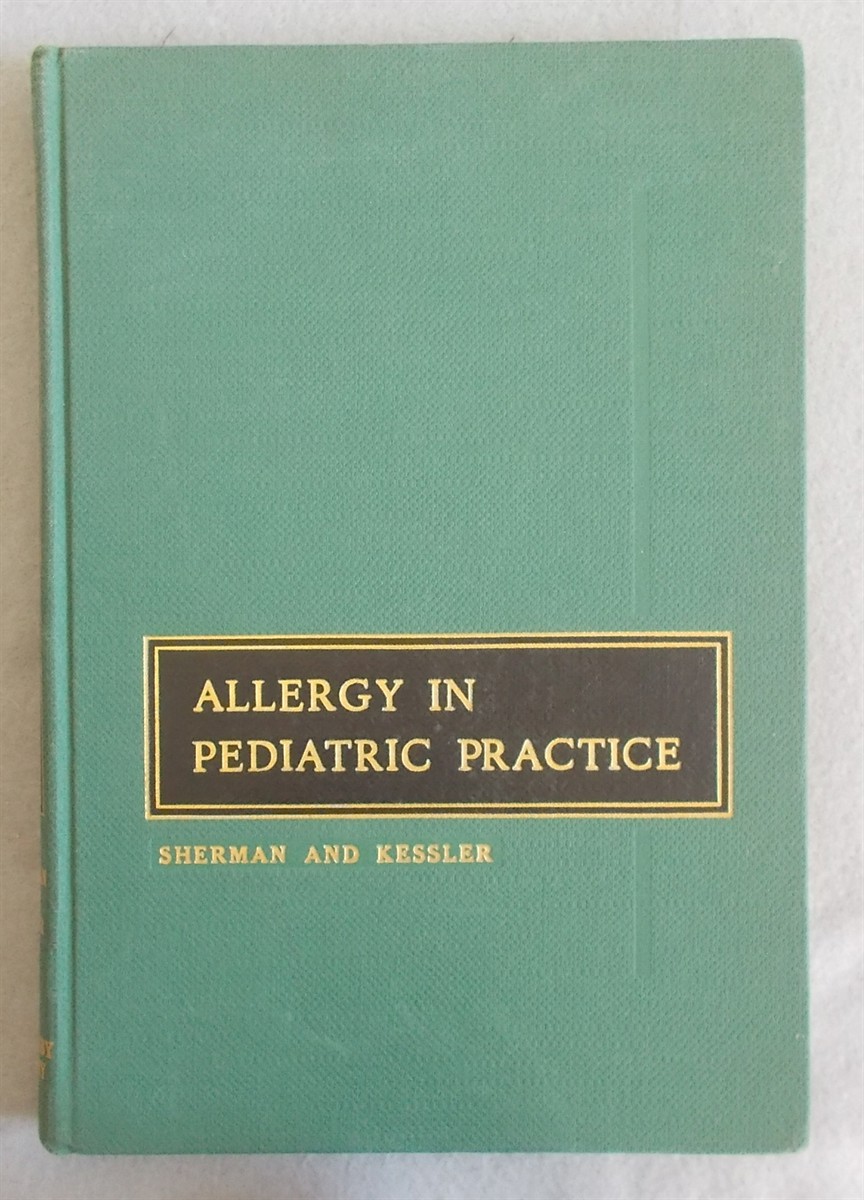 ALLERGY IN
PEDIATRIC PRACTICE
SHERMAN AND KESSLER